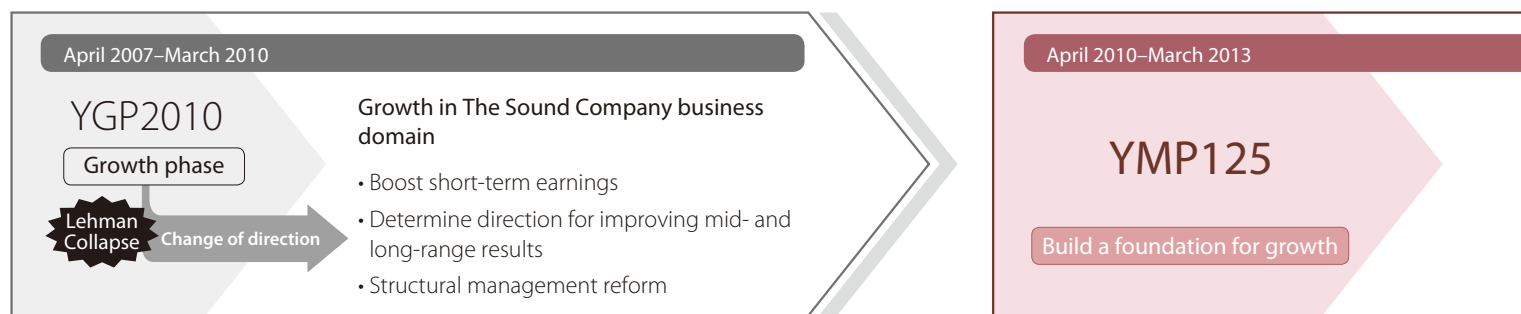 April 2007–March 2010
YGP2010
Growth phase
Lehman
Collapse
Change of direction
Growth in The Sound Company business
domain
• Boost short-term earnings
• Determine direction for improving mid- and
long-range results
• Structural management reform
April 2010–March 2013
YMP125
Build a foundation for growth